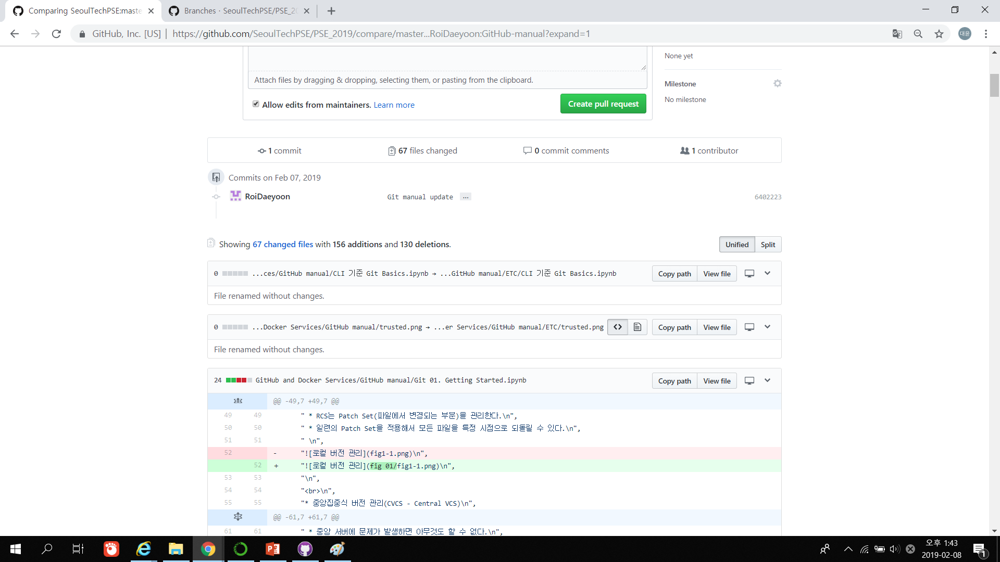 Comparing SeoulTechPSE:maste
Branches · SeoulTechPSE/PSE_20
GitHub, Inc. [US] | https://github.com/SeoulTechPSE/PSE_2019/compare/master...RoiDaeyoon:GitHub-manual?expand=1
대윤
None yet
Attach files by dragging & dropping, selecting them, or pasting from the clipboard.
Milestone
No milestone
Allow edits from maintainers. Learn more
Create pull request
1 commit
67 files changed
0 commit comments
1 contributor
Commits on Feb 07, 2019
RoiDaeyoon
Git manual update
...
6402223
Showing 67 changed files with 156 additions and 130 deletions.
Unified
Split
0 ...ces/GitHub manual/CLI 기준 Git Basics.ipynb → ...GitHub manual/ETC/CLI 기준 Git Basics.ipynb
Copy path
View file
File renamed without changes.
0 ...Docker Services/GitHub manual/trusted.png → ...er Services/GitHub manual/ETC/trusted.png
Copy path
View file
File renamed without changes.
24 GitHub and Docker Services/GitHub manual/Git 01. Getting Started.ipynb
Copy path
View file
@@ -49,7 +49,7 @@
49 49 " * RCS는 Patch Set(파일에서 변경되는 부분)을 관리한다.\n",
50 50 " * 일련의 Patch Set을 적용해서 모든 파일을 특정 시점으로 되돌릴 수 있다.\n",
51 51 " \n",
52 - "![로컬 버전 관리](fig1-1.png)\n",
52 + "![로컬 버전 관리](fig 01/fig1-1.png)\n",
53 53 "\n",
54 54 "<br>\n",
55 55 "* 중앙집중식 버전 관리(CVCS - Central VCS)\n",
@@ -61,7 +61,7 @@
61 61 " * 중앙 서버에 문제가 발생하면 아무것도 할 수 없다.\n",
오후 1:43
2019-02-08
1